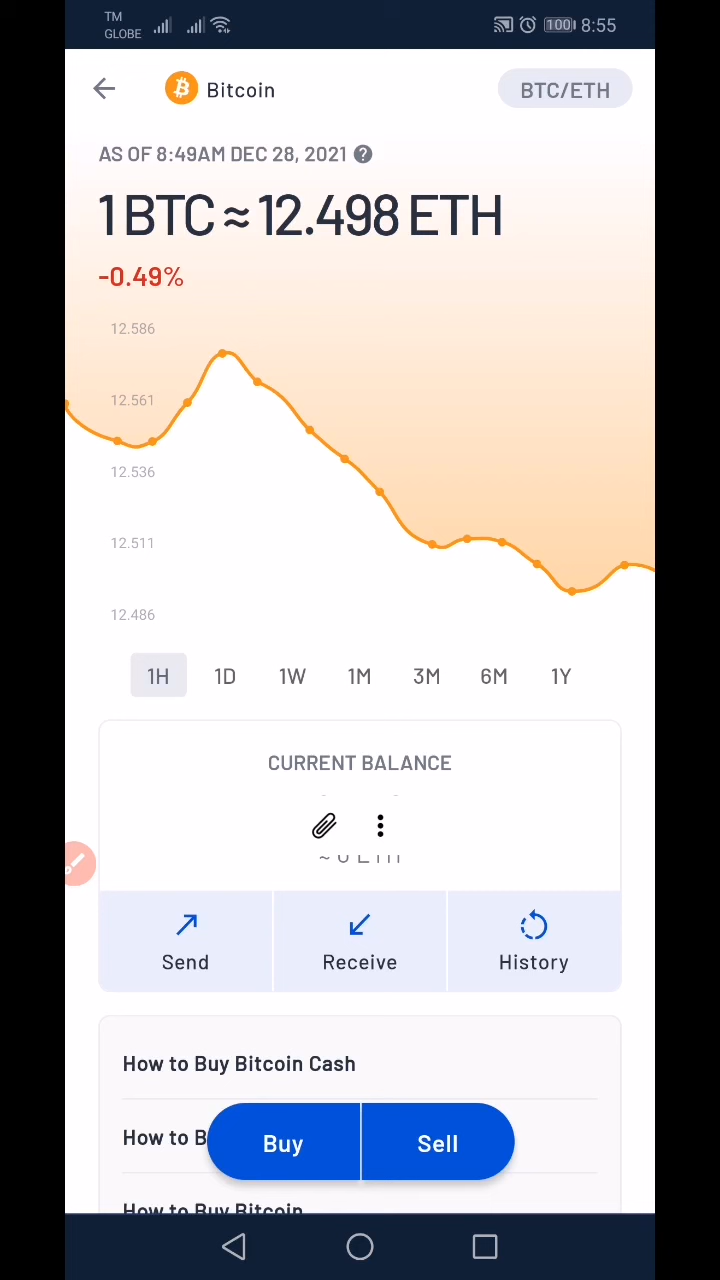 TM
GLOBE
100 8:55
Bitcoin
BTC/ETH
AS OF 8:49AM DEC 28, 2021 ?
1 BTC ≈ 12.498 ETH
-0.49%
12.586
12.561
12.536
12.511
12.486
1H 1D 1W 1M 3M 6M 1Y
CURRENT BALANCE
Send Receive History
How to Buy Bitcoin Cash
How to B
Buy Sell
How to Buy Bitcoin